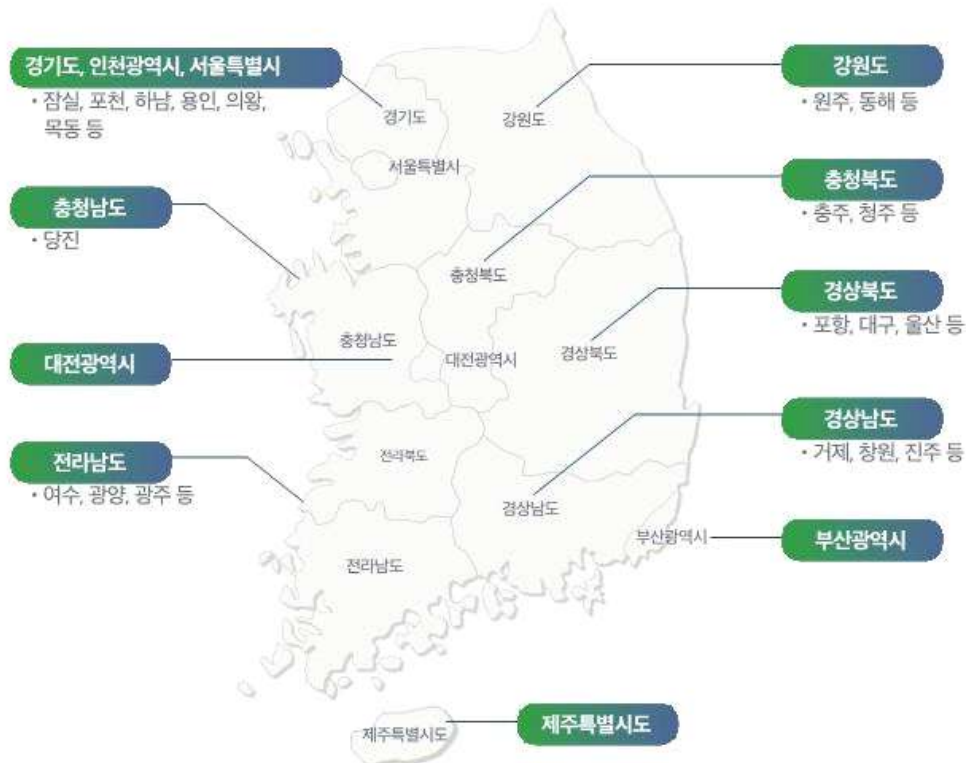 경기도, 인천광역시, 서울특별시
• 잠실, 포천, 하남, 용인, 의왕,
목동 등
강원도
• 원주, 동해 등
경기도
강원도
서울특별시
충청남도
• 당진
충청북도
• 충주, 청주 등
충청북도
경상북도
• 포항, 대구, 울산 등
충청남도
대전광역시
경상북도
대전광역시
경상남도
• 거제, 창원, 진주 등
전라남도
• 여수, 광양, 광주 등
전라북도
경상남도
부산광역시
부산광역시
전라남도
제주특별시도
제주특별시도